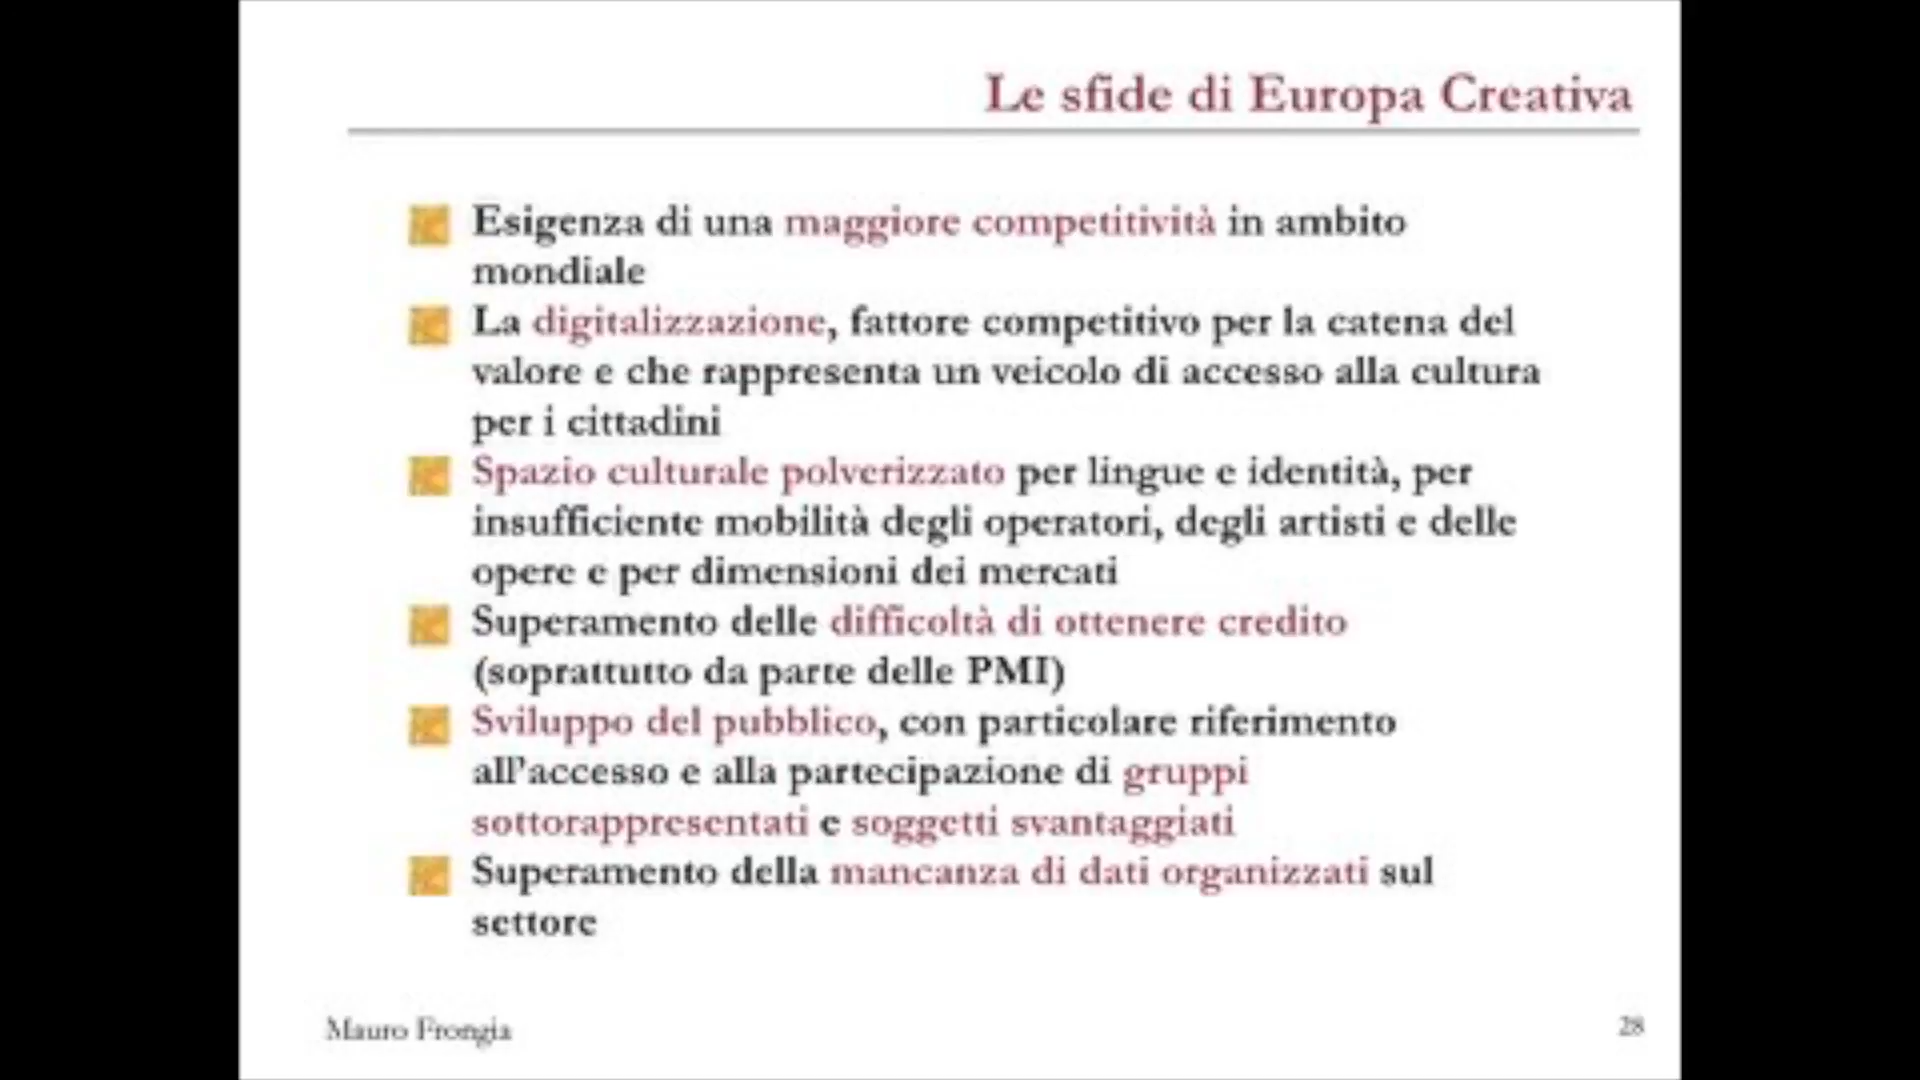 Le sfide di Europa Creativa
Esigenza di una maggiore competitività in ambito
mondiale
La digitalizzazione, fattore competitivo per la catena del
valore e che rappresenta un veicolo di accesso alla cultura
per i cittadini
Spazio culturale polverizzato per lingue e identità, per
insufficiente mobilità degli operatori, degli artisti e delle
opere e per dimensioni dei mercati
Superamento delle difficoltà di ottenere credito
(soprattutto da parte delle PMI)
Sviluppo del pubblico, con particolare riferimento
all'accesso e alla partecipazione di gruppi
sottorappresentati e soggetti svantaggiati
Superamento della mancanza di dati organizzati sul
settore
Mauro Frongia
28